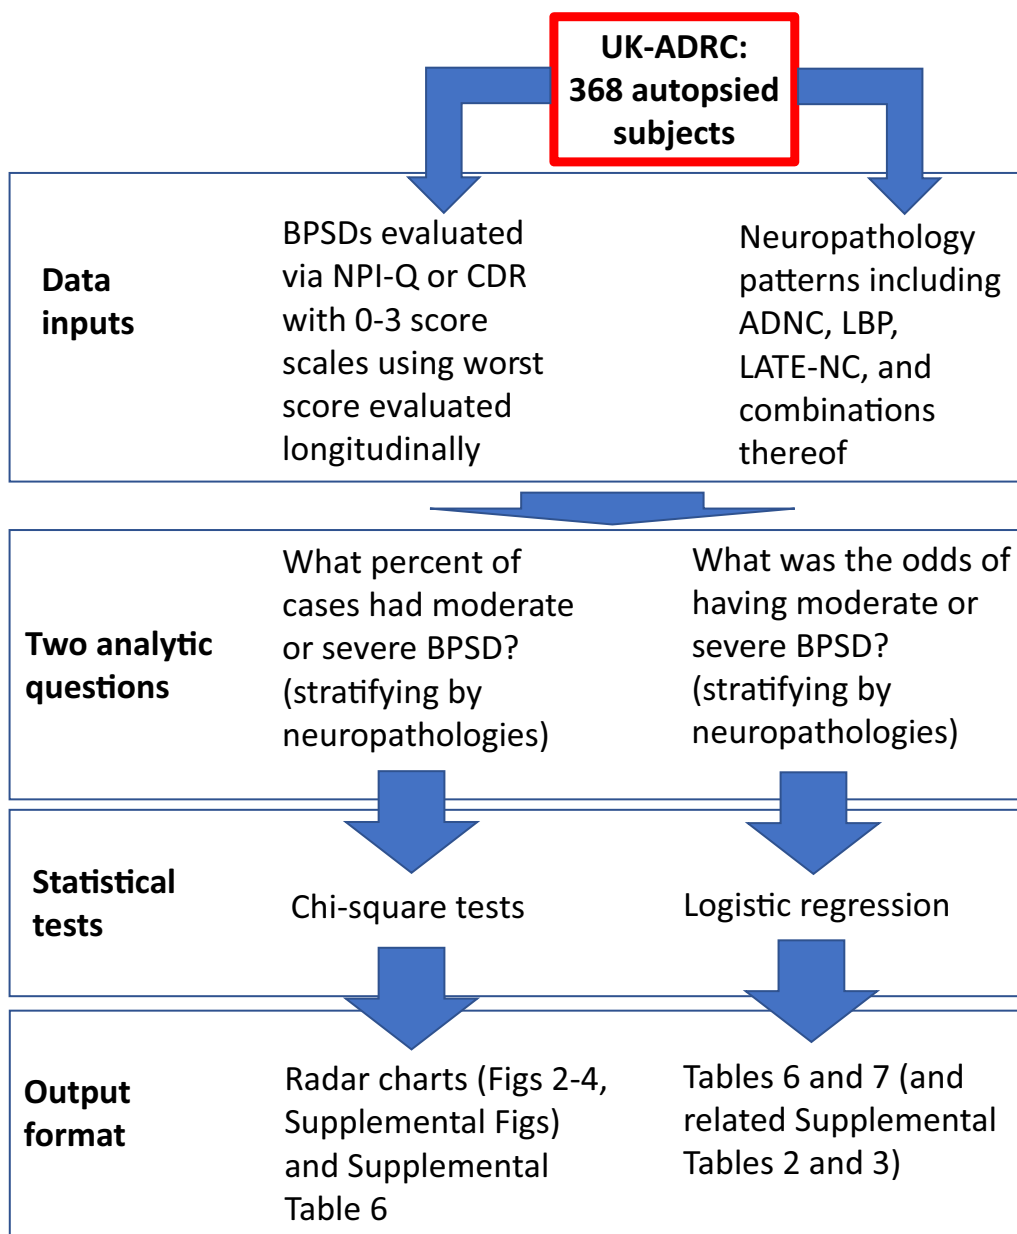 UK-ADRC:
368 autopsied
subjects
Data
inputs
BPSDs evaluated
via NPI-Q or CDR
with 0-3 score
scales using worst
score evaluated
longitudinally
Neuropathology
patterns including
ADNC, LBP,
LATE-NC, and
combinations
thereof
Two analytic
questions
What percent of
cases had moderate
or severe BPSD?
(stratifying by
neuropathologies)
What was the odds of
having moderate or
severe BPSD?
(stratifying by
neuropathologies)
Statistical
tests
Chi-square tests
Logistic regression
Output
format
Radar charts (Figs 2-4,
Supplemental Figs)
and Supplemental
Table 6
Tables 6 and 7 (and
related Supplemental
Tables 2 and 3)